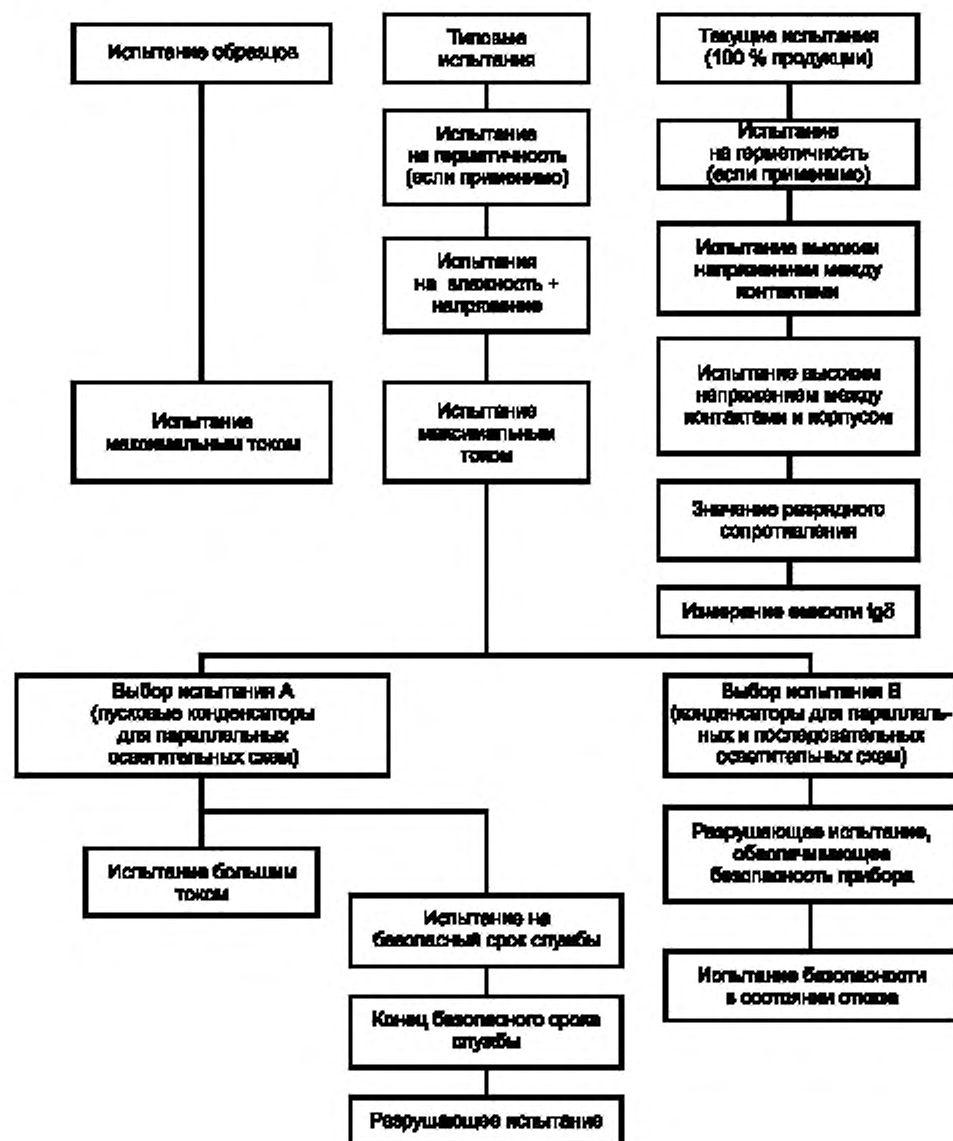 Испытание образцов
Типовые
испытания
Текущие испытания
(100 % продукции)
Испытание
на герметичность
(если применимо)
Испытание
на герметичность
(если применимо)
Испытания
на влажность +
напряжение
Испытание высоким
напряжением между
контактами
Испытание
максимальным током
Испытание
максимальным
током
Испытание высоким
напряжением между
контактами и корпусом
Значение разрядного
сопротивления
Измерение емкости tgδ
Выбор испытания А
(пусковые конденсаторы
для параллельных
осветительных схем)
Выбор испытания В
(конденсаторы для параллель-
ных и последовательных
осветительных схем)
Испытание большим
током
Разрушающее испытание,
обеспечивающее
безопасность прибора
Испытание на
безопасный срок службы
Испытание безопасности
в состоянии отказа
Конец безопасного срока
службы
Разрушающее испытание